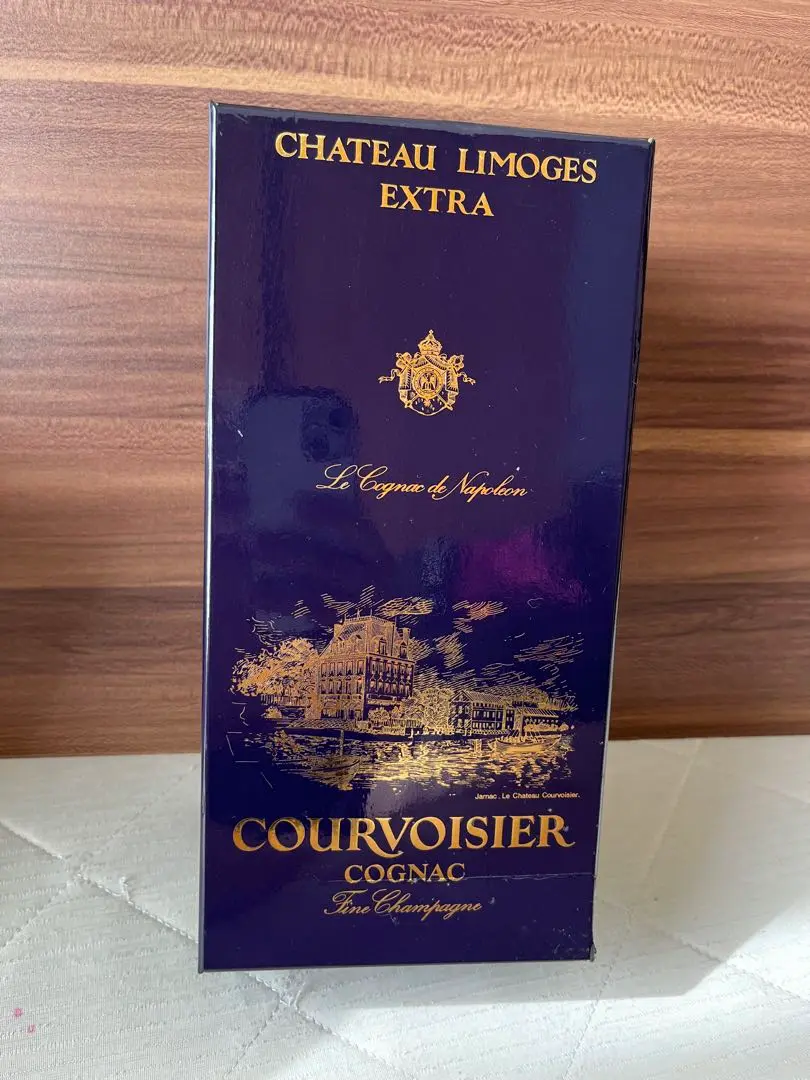 CHATEAU LIMOGES
EXTRA
Le Cognac de Napoleon
Jarnac. Le Chateau Courvoisier.
COURVOISIER
COGNAC
Fine Champagne